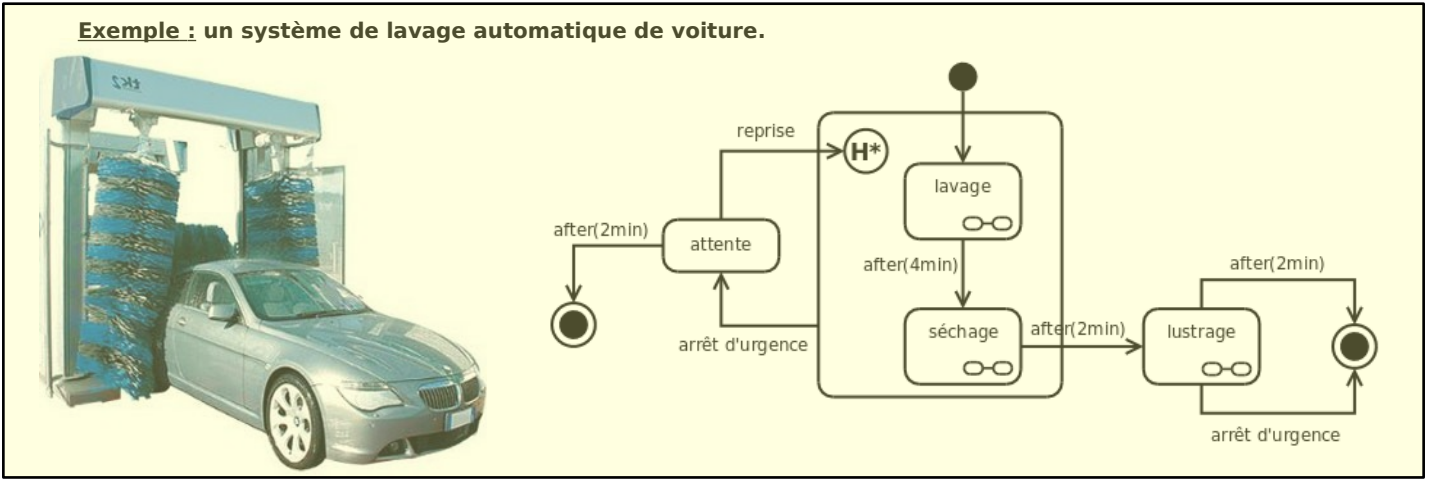 Exemple : un système de lavage automatique de voiture.
reprise
H*
lavage
after(2min)
attente
after(4min)
after(2min)
séchage
after(2min)
lustrage
arrêt d'urgence
arrêt d'urgence